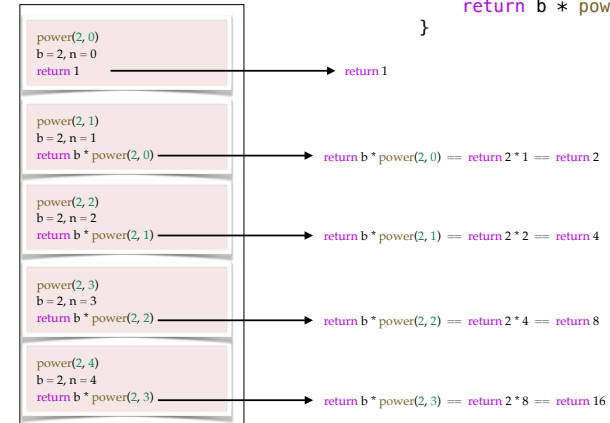 return b * pow
}
power(2, 0)
b = 2, n = 0
return 1
return 1
power(2, 1)
b = 2, n = 1
return b * power(2, 0)
return b * power(2, 0) == return 2 * 1 == return 2
power(2, 2)
b = 2, n = 2
return b * power(2, 1)
return b * power(2, 1) == return 2 * 2 == return 4
power(2, 3)
b = 2, n = 3
return b * power(2, 2)
return b * power(2, 2) == return 2 * 4 == return 8
power(2, 4)
b = 2, n = 4
return b * power(2, 3)
return b * power(2, 3) == return 2 * 8 == return 16